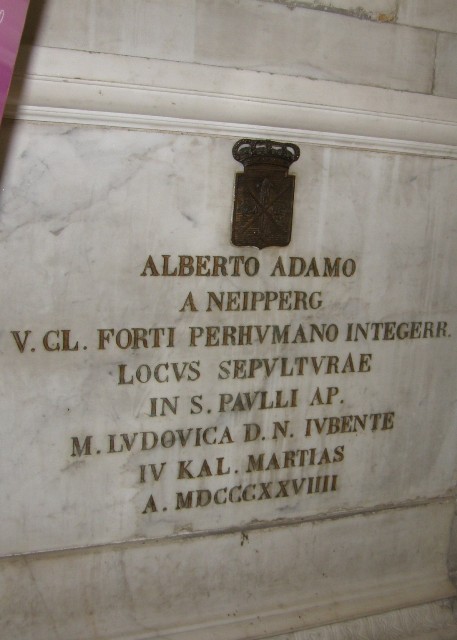 ALBERTO ADAMO
A NEIPPERG
V. CL. FORTI PERHVMANO INTEGERR.
LOCVS SEPVLTVRAE
IN S. PAVLLI AP.
M. LVDOVICA D. N. IVBENTE
IV KAL. MARTIAS
A. MDCCCXXVIIII